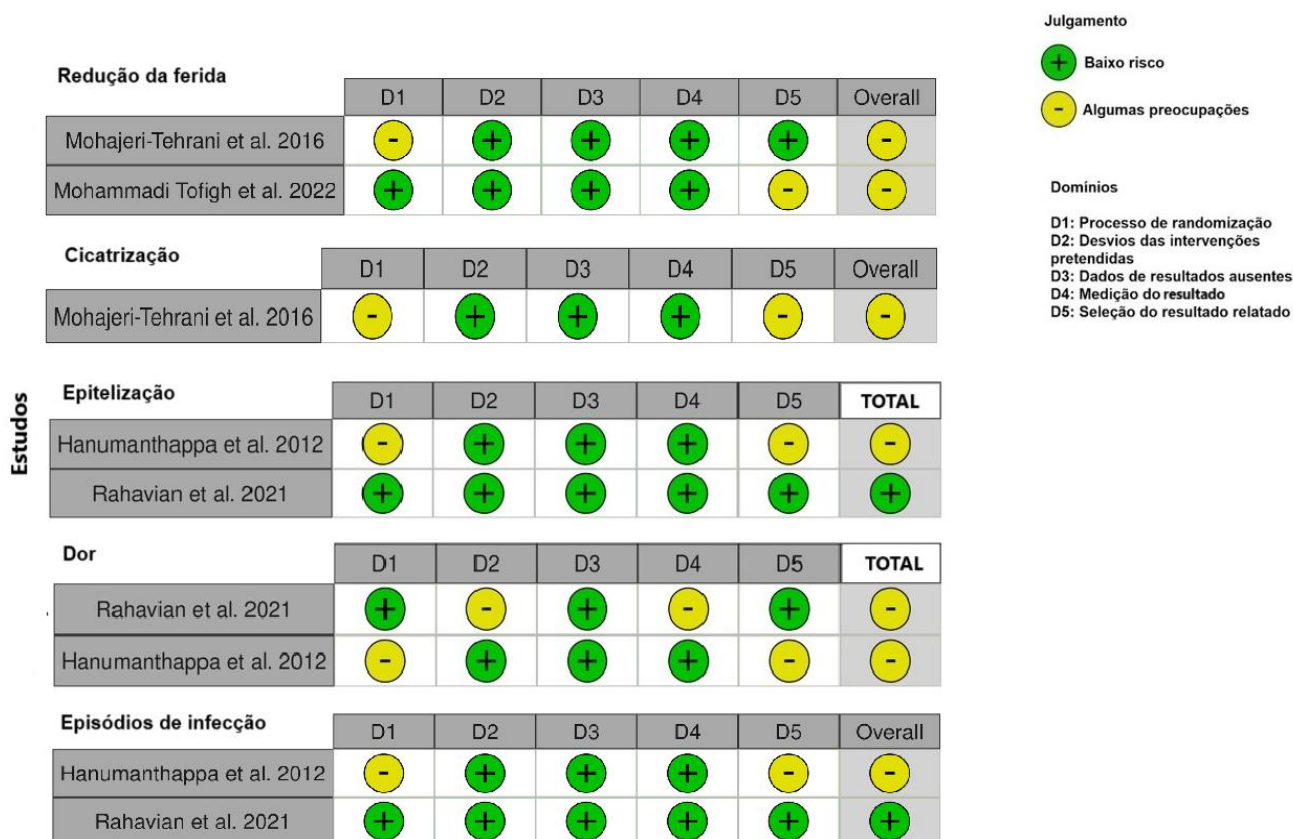 Estudos
Redução da ferida
D1 D2 D3 D4 D5 Overall
Mohajeri-Tehrani et al. 2016 - + + + + -
Mohammadi Tofigh et al. 2022 + + + + - -
Cicatrização
D1 D2 D3 D4 D5 Overall
Mohajeri-Tehrani et al. 2016 - + + + - -
Epitelização
D1 D2 D3 D4 D5 TOTAL
Hanumanthappa et al. 2012 - + + + - -
Rahavian et al. 2021 + + + + + +
Dor
D1 D2 D3 D4 D5 TOTAL
Rahavian et al. 2021 + - + - + -
Hanumanthappa et al. 2012 - + + + - -
Episódios de infecção
D1 D2 D3 D4 D5 Overall
Hanumanthappa et al. 2012 - + + + - -
Rahavian et al. 2021 + + + + + +
Julgamento
+ Baixo risco
- Algumas preocupações
Domínios
D1: Processo de randomização
D2: Desvios das intervenções
pretendidas
D3: Dados de resultados ausentes
D4: Medição do resultado
D5: Seleção do resultado relatado